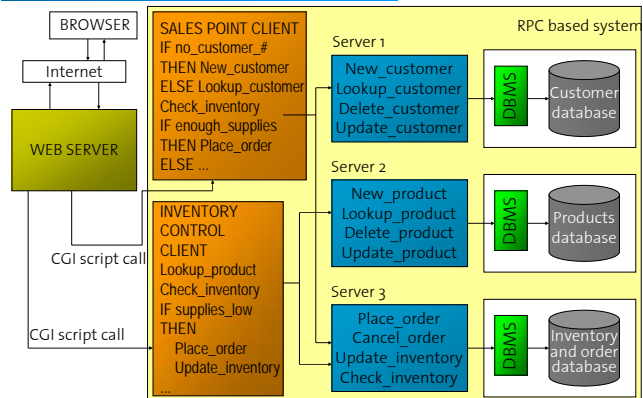 BROWSER
Internet
WEB SERVER
CGI script call
CGI script call
SALES POINT CLIENT
IF no_customer_#
THEN New_customer
ELSE Lookup_customer
Check_inventory
IF enough_supplies
THEN Place_order
ELSE ...
INVENTORY
CONTROL
CLIENT
Lookup_product
Check_inventory
IF supplies_low
THEN
Place_order
Update_inventory
...
RPC based system
Server 1
New_customer
Lookup_customer
Delete_customer
Update_customer
DBMS
Customer
database
Server 2
New_product
Lookup_product
Delete_product
Update_product
DBMS
Products
database
Server 3
Place_order
Cancel_order
Update_inventory
Check_inventory
DBMS
Inventory
and order
database